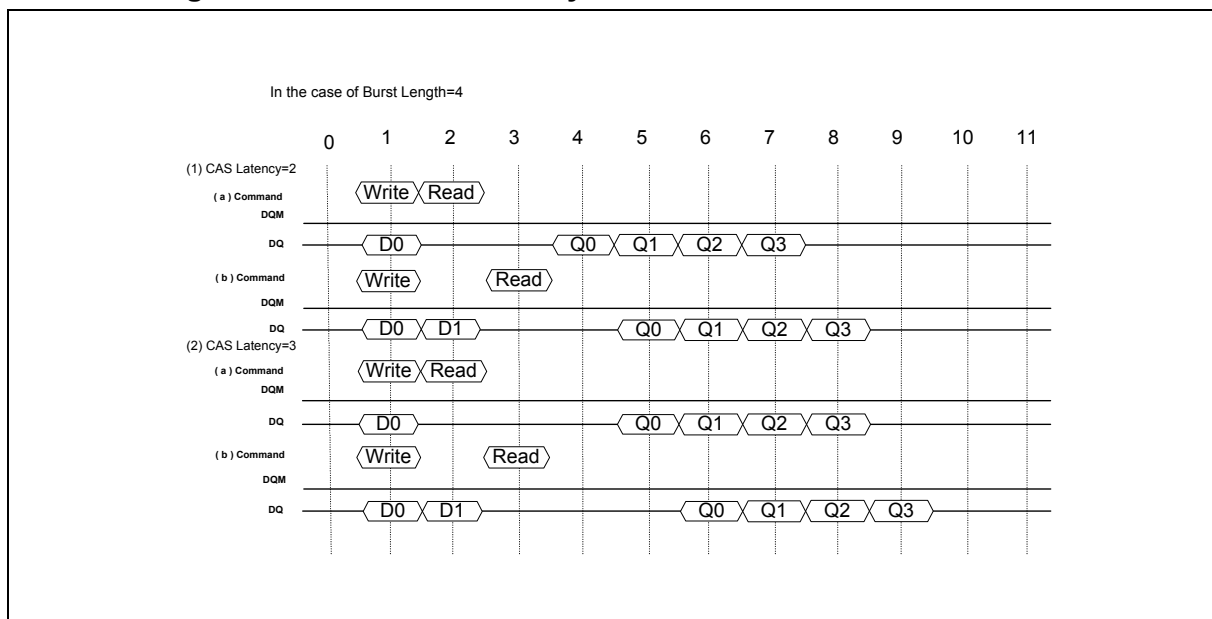 In the case of Burst Length=4
0 1 2 3 4 5 6 7 8 9 10 11
(1) CAS Latency=2
( a ) Command Write Read
DQM
DQ D0 Q0 Q1 Q2 Q3
( b ) Command Write Read
DQM
DQ D0 D1 Q0 Q1 Q2 Q3
(2) CAS Latency=3
( a ) Command Write Read
DQM
DQ D0 Q0 Q1 Q2 Q3
( b ) Command Write Read
DQM
DQ D0 D1 Q0 Q1 Q2 Q3